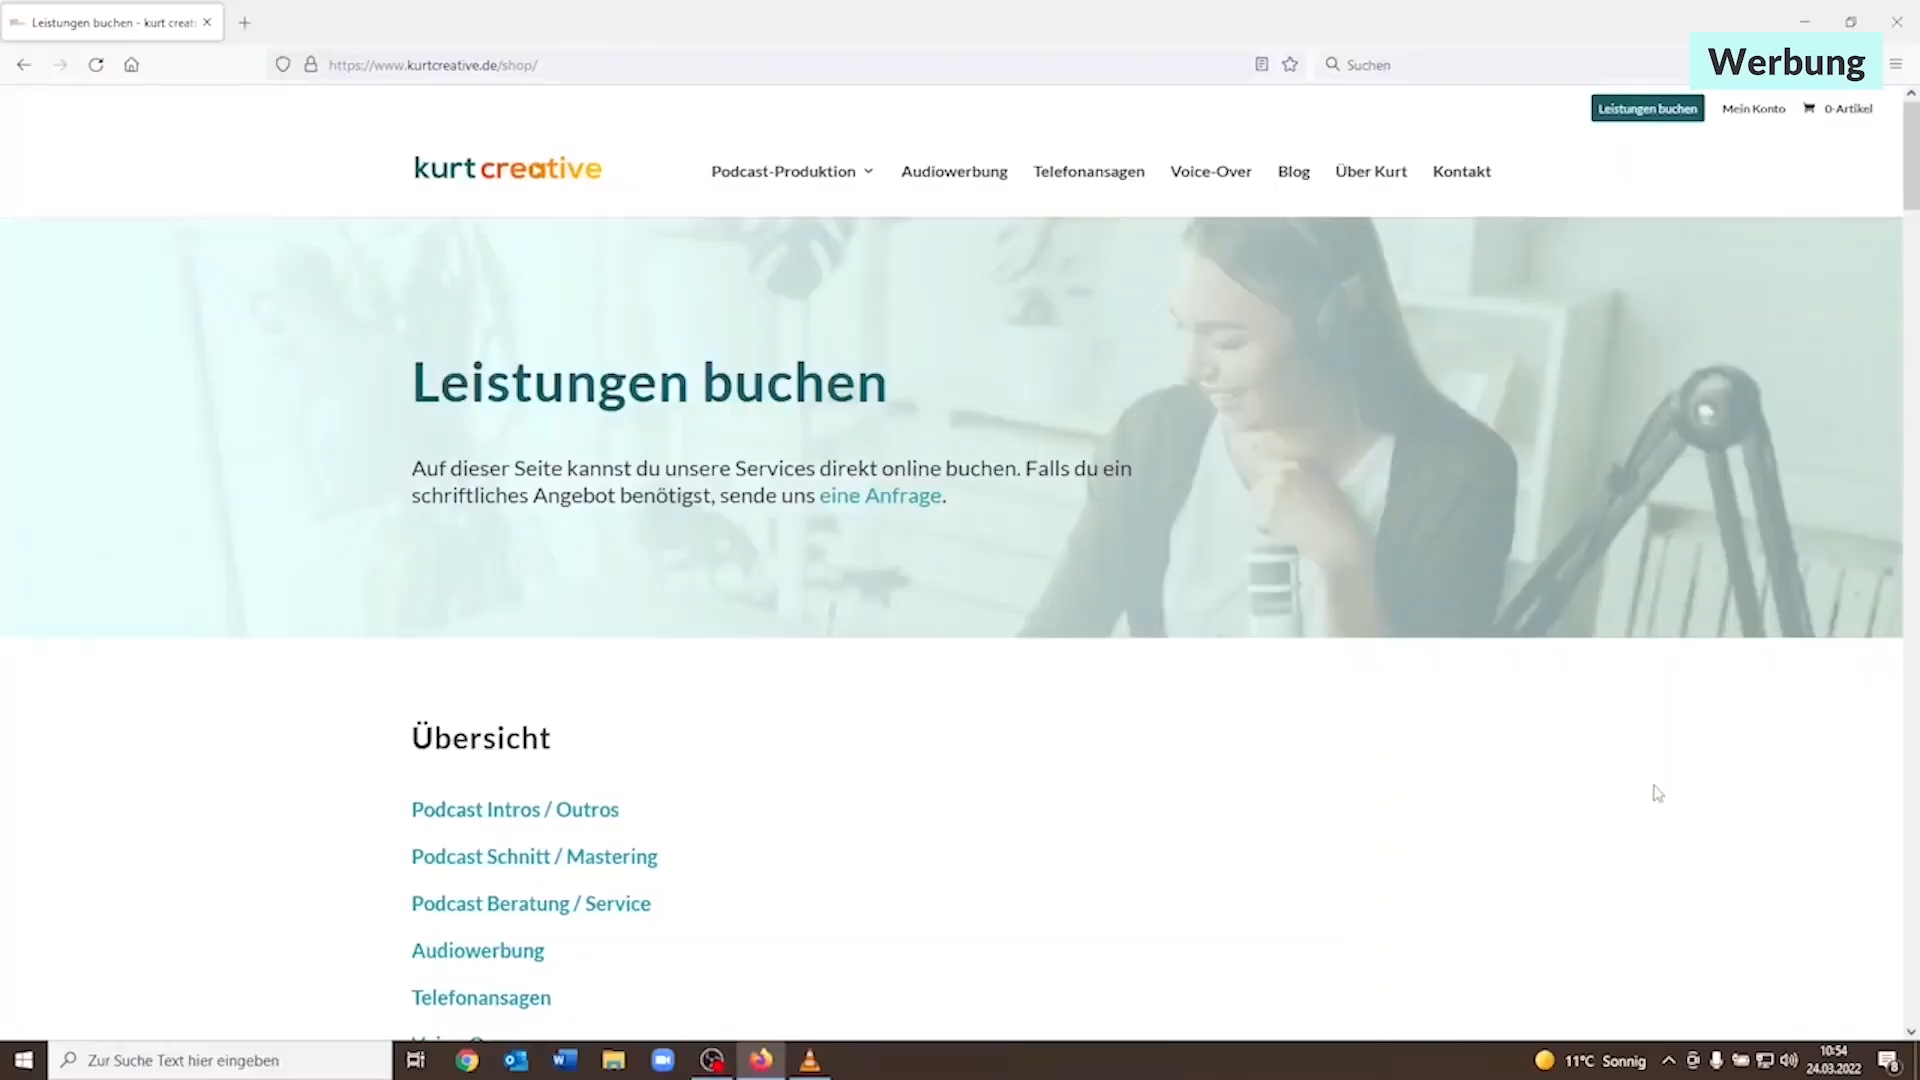 Leistungen buchen - kurt creati
https://www.kurtcreative.de/shop/
Suchen
Werbung
Leistungen buchen
Mein Konto
0-Artikel
kurt creative
Podcast-Produktion
Audiowerbung
Telefonansagen
Voice-Over
Blog
Über Kurt
Kontakt
Leistungen buchen
Auf dieser Seite kannst du unsere Services direkt online buchen. Falls du ein
schriftliches Angebot benötigst, sende uns eine Anfrage.
Übersicht
Podcast Intros / Outros
Podcast Schnitt / Mastering
Podcast Beratung / Service
Audiowerbung
Telefonansagen
Zur Suche Text hier eingeben
11°C Sonnig
10:54
24.03.2022